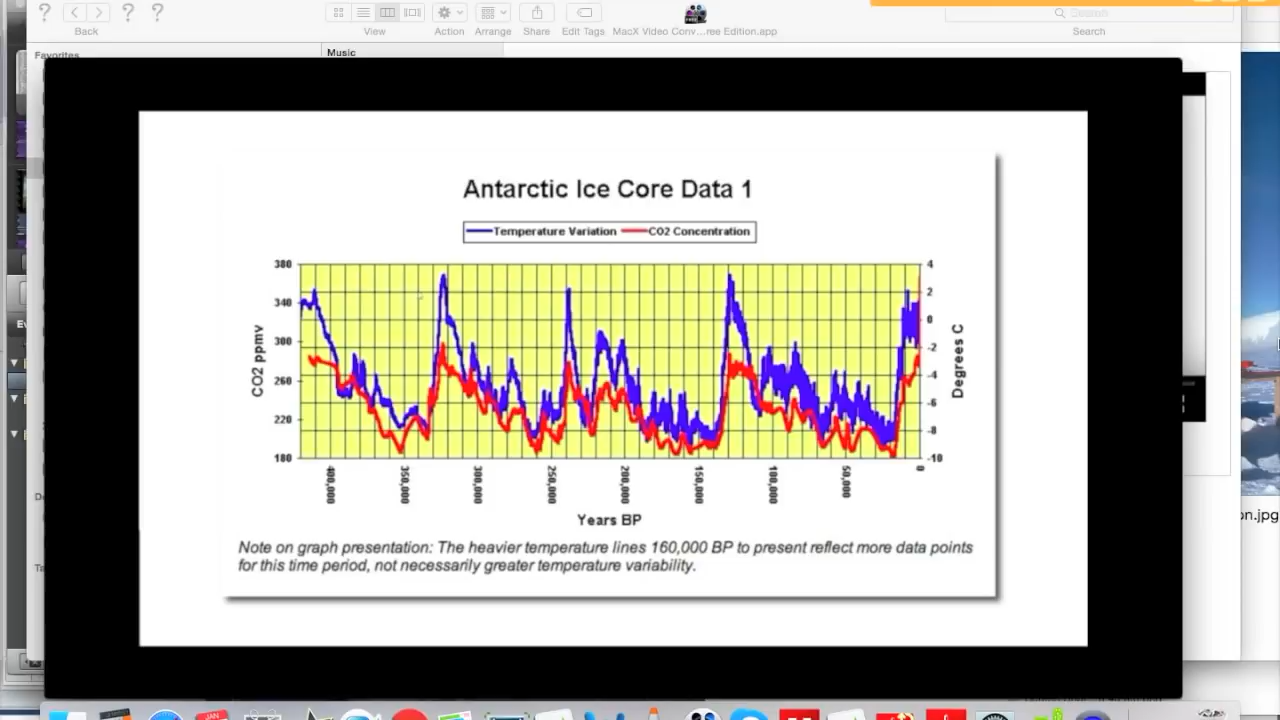 Back
View
Action
Arrange
Share
Edit Tags
MacX Video Conv...ree Edition.app
Search
Search
Favorites
Music
Antarctic Ice Core Data 1
Temperature Variation
CO2 Concentration
380
340
300
260
220
180
CO2 ppmv
4
2
0
-2
-4
-6
-8
-10
Degrees C
400,000
350,000
300,000
250,000
200,000
150,000
100,000
50,000
0
Years BP
Note on graph presentation: The heavier temperature lines 160,000 BP to present reflect more data points
for this time period, not necessarily greater temperature variability.
on.jpg
JAN